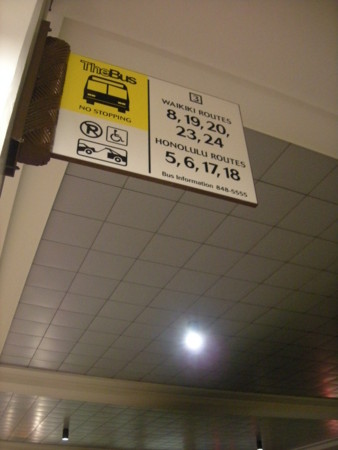 TheBus
NO STOPPING
R
3
WAIKIKI ROUTES
8, 19, 20,
23, 24
HONOLULU ROUTES
5, 6, 17, 18
Bus Information 848-5555